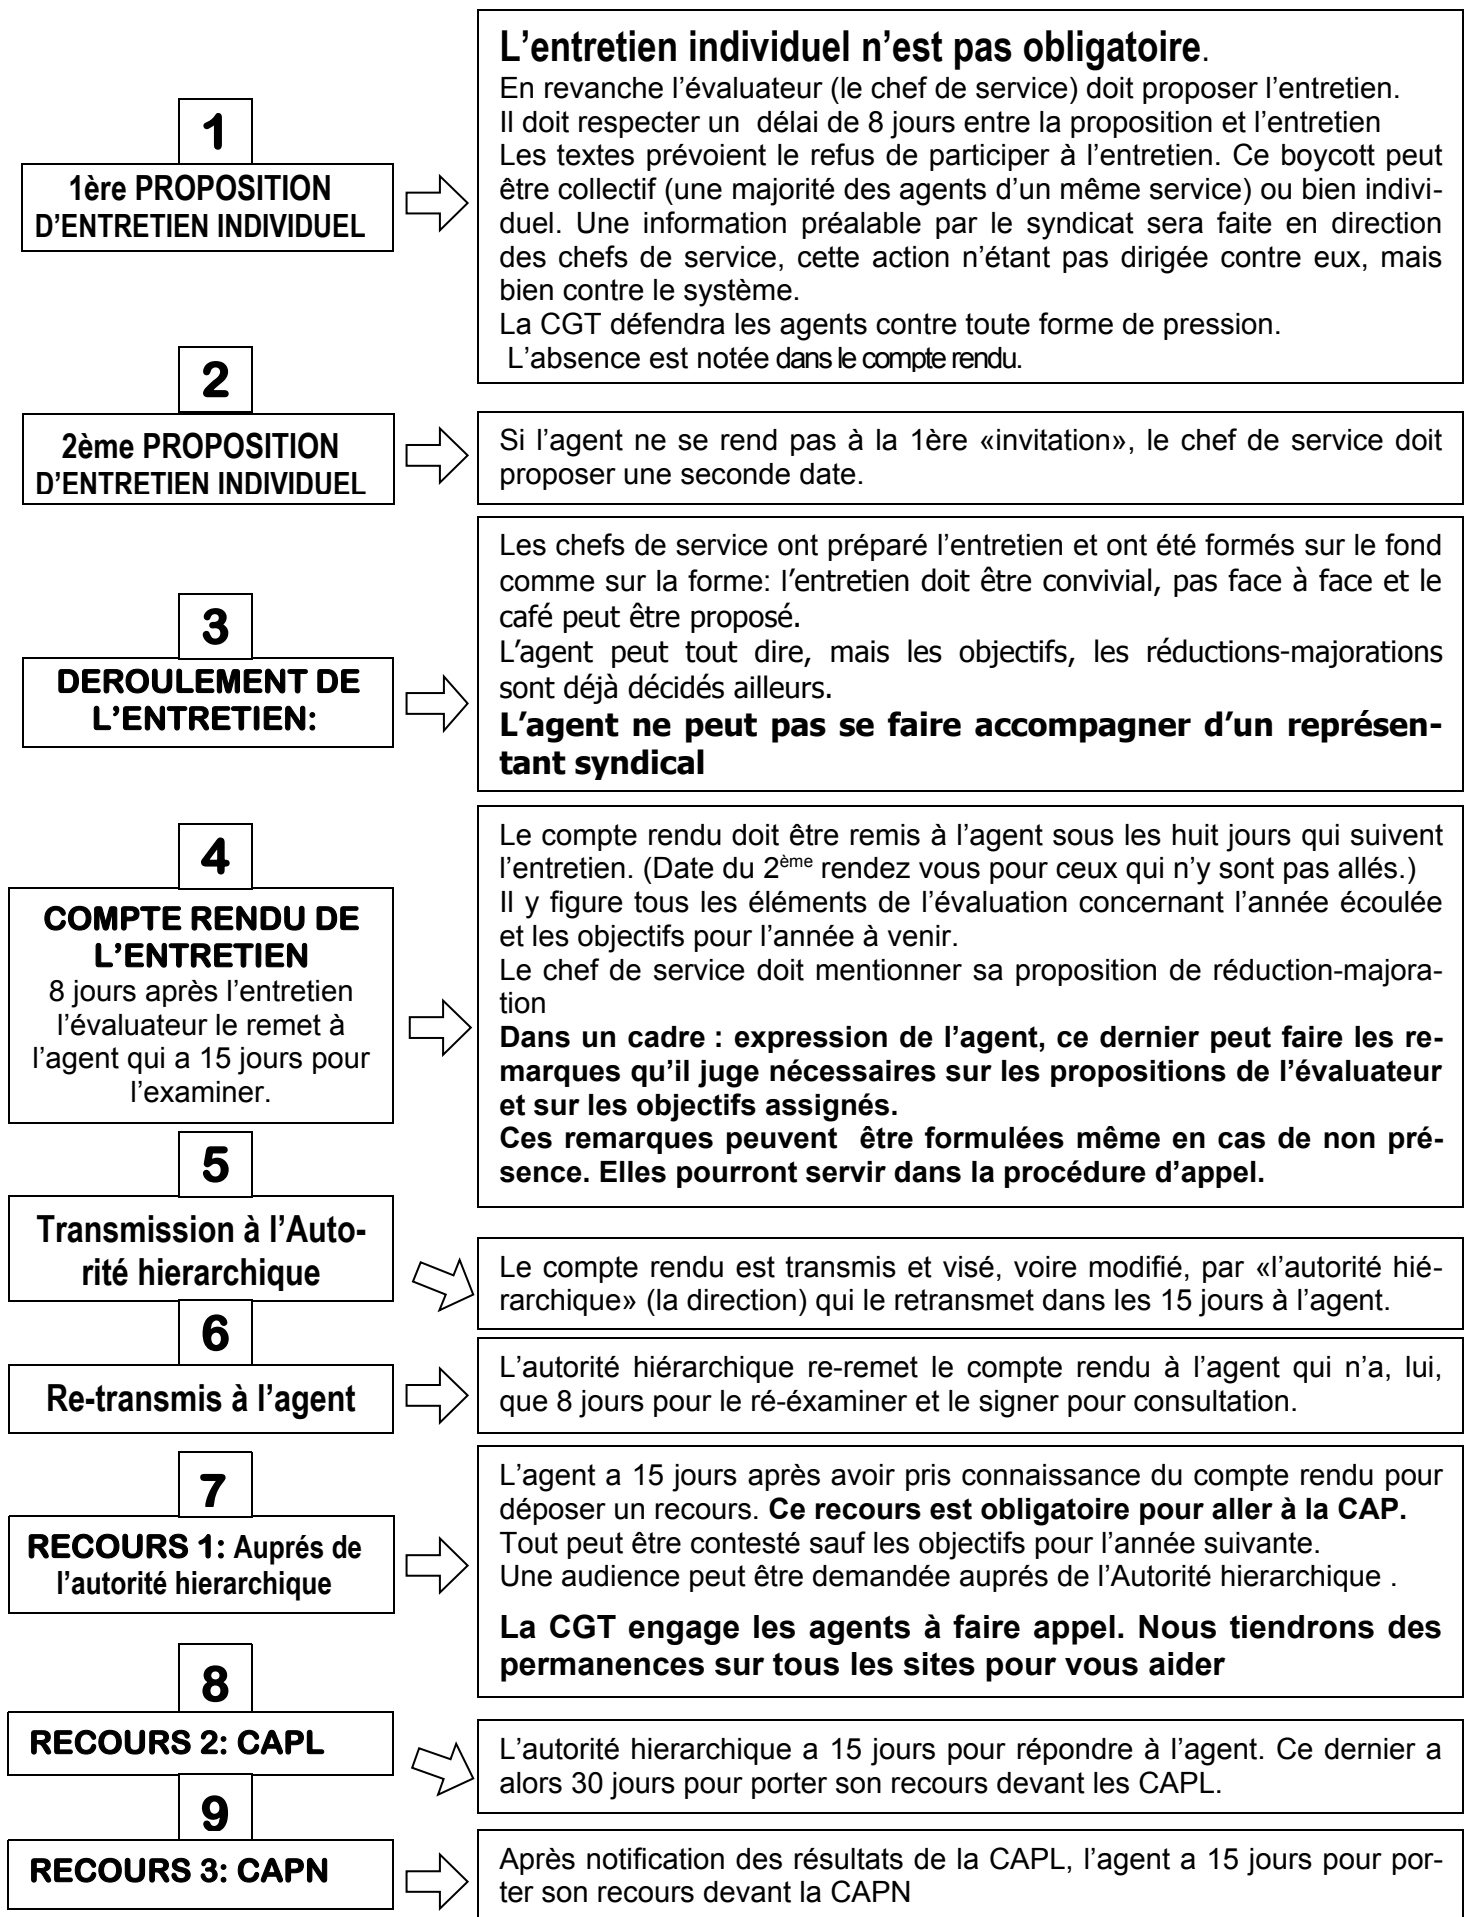 1
1ère PROPOSITION
D’ENTRETIEN INDIVIDUEL
L’entretien individuel n’est pas obligatoire.
En revanche l’évaluateur (le chef de service) doit proposer l’entretien.
Il doit respecter un  délai de 8 jours entre la proposition et l’entretien
Les textes prévoient le refus de participer à l’entretien. Ce boycott peut
être collectif (une majorité des agents d’un même service) ou bien indivi-
duel. Une information préalable par le syndicat sera faite en direction
des chefs de service, cette action n’étant pas dirigée contre eux, mais
bien contre le système.
La CGT défendra les agents contre toute forme de pression.
L’absence est notée dans le compte rendu.
2
2ème PROPOSITION
D’ENTRETIEN INDIVIDUEL
Si l’agent ne se rend pas à la 1ère «invitation», le chef de service doit
proposer une seconde date.
3
DEROULEMENT DE
L’ENTRETIEN:
Les chefs de service ont préparé l’entretien et ont été formés sur le fond
comme sur la forme: l’entretien doit être convivial, pas face à face et le
café peut être proposé.
L’agent peut tout dire, mais les objectifs, les réductions-majorations
sont déjà décidés ailleurs.
L’agent ne peut pas se faire accompagner d’un représen-
tant syndical
4
COMPTE RENDU DE
L’ENTRETIEN
8 jours après l’entretien
l’évaluateur le remet à
l’agent qui a 15 jours pour
l’examiner.
Le compte rendu doit être remis à l’agent sous les huit jours qui suivent
l’entretien. (Date du 2ème rendez vous pour ceux qui n’y sont pas allés.)
Il y figure tous les éléments de l’évaluation concernant l’année écoulée
et les objectifs pour l’année à venir.
Le chef de service doit mentionner sa proposition de réduction-majora-
tion
Dans un cadre : expression de l’agent, ce dernier peut faire les re-
marques qu’il juge nécessaires sur les propositions de l’évaluateur
et sur les objectifs assignés.
Ces remarques peuvent  être formulées même en cas de non pré-
sence. Elles pourront servir dans la procédure d’appel.
5
Transmission à l’Auto-
rité hierarchique
Le compte rendu est transmis et visé, voire modifié, par «l’autorité hié-
rarchique» (la direction) qui le retransmet dans les 15 jours à l’agent.
6
Re-transmis à l’agent
L’autorité hiérarchique re-remet le compte rendu à l’agent qui n’a, lui,
que 8 jours pour le ré-éxaminer et le signer pour consultation.
7
RECOURS 1: Auprés de
l’autorité hierarchique
L’agent a 15 jours après avoir pris connaissance du compte rendu pour
déposer un recours. Ce recours est obligatoire pour aller à la CAP.
Tout peut être contesté sauf les objectifs pour l’année suivante.
Une audience peut être demandée auprés de l’Autorité hierarchique .
La CGT engage les agents à faire appel. Nous tiendrons des
permanences sur tous les sites pour vous aider
8
RECOURS 2: CAPL
L’autorité hierarchique a 15 jours pour répondre à l’agent. Ce dernier a
alors 30 jours pour porter son recours devant les CAPL.
9
RECOURS 3: CAPN
Après notification des résultats de la CAPL, l’agent a 15 jours pour por-
ter son recours devant la CAPN